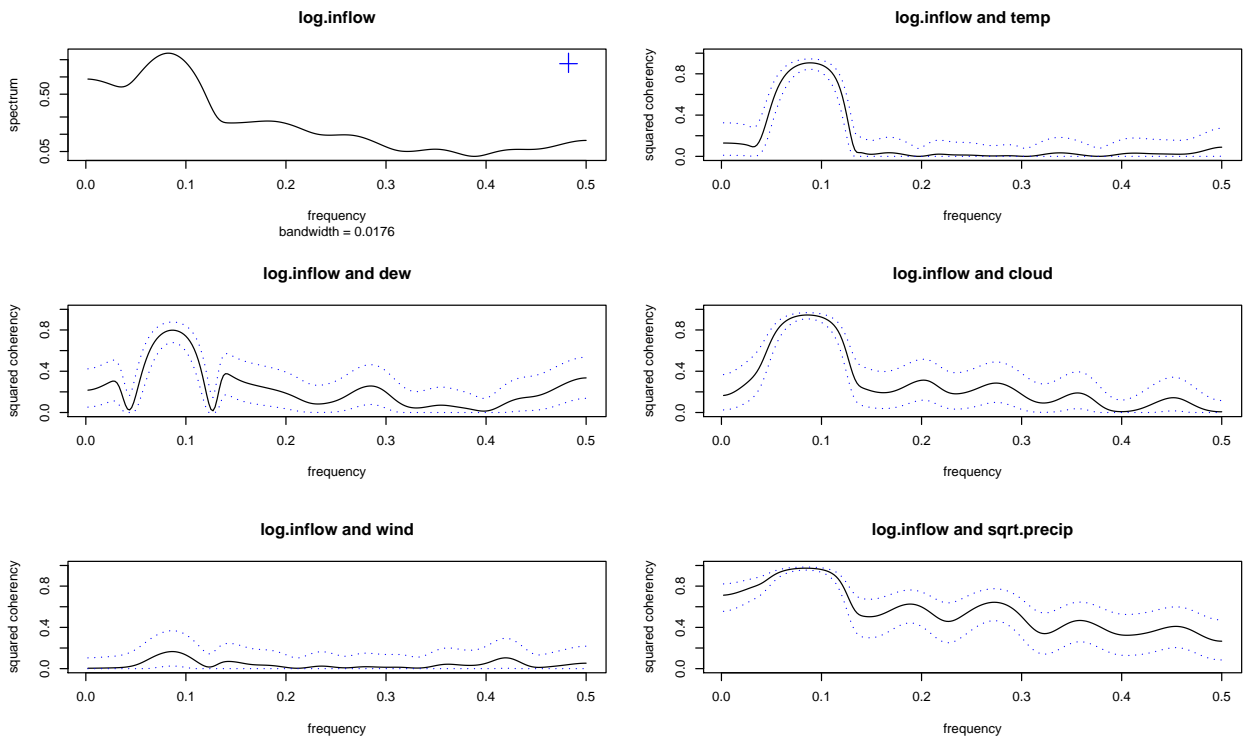 log.inflow
spectrum
0.50
0.05
0.0 0.1 0.2 0.3 0.4 0.5
frequency
bandwidth = 0.0176
log.inflow and temp
squared coherency
0.8
0.4
0.0
0.0 0.1 0.2 0.3 0.4 0.5
frequency
log.inflow and dew
squared coherency
0.8
0.4
0.0
0.0 0.1 0.2 0.3 0.4 0.5
frequency
log.inflow and cloud
squared coherency
0.8
0.4
0.0
0.0 0.1 0.2 0.3 0.4 0.5
frequency
log.inflow and wind
squared coherency
0.8
0.4
0.0
0.0 0.1 0.2 0.3 0.4 0.5
frequency
log.inflow and sqrt.precip
squared coherency
0.8
0.4
0.0
0.0 0.1 0.2 0.3 0.4 0.5
frequency